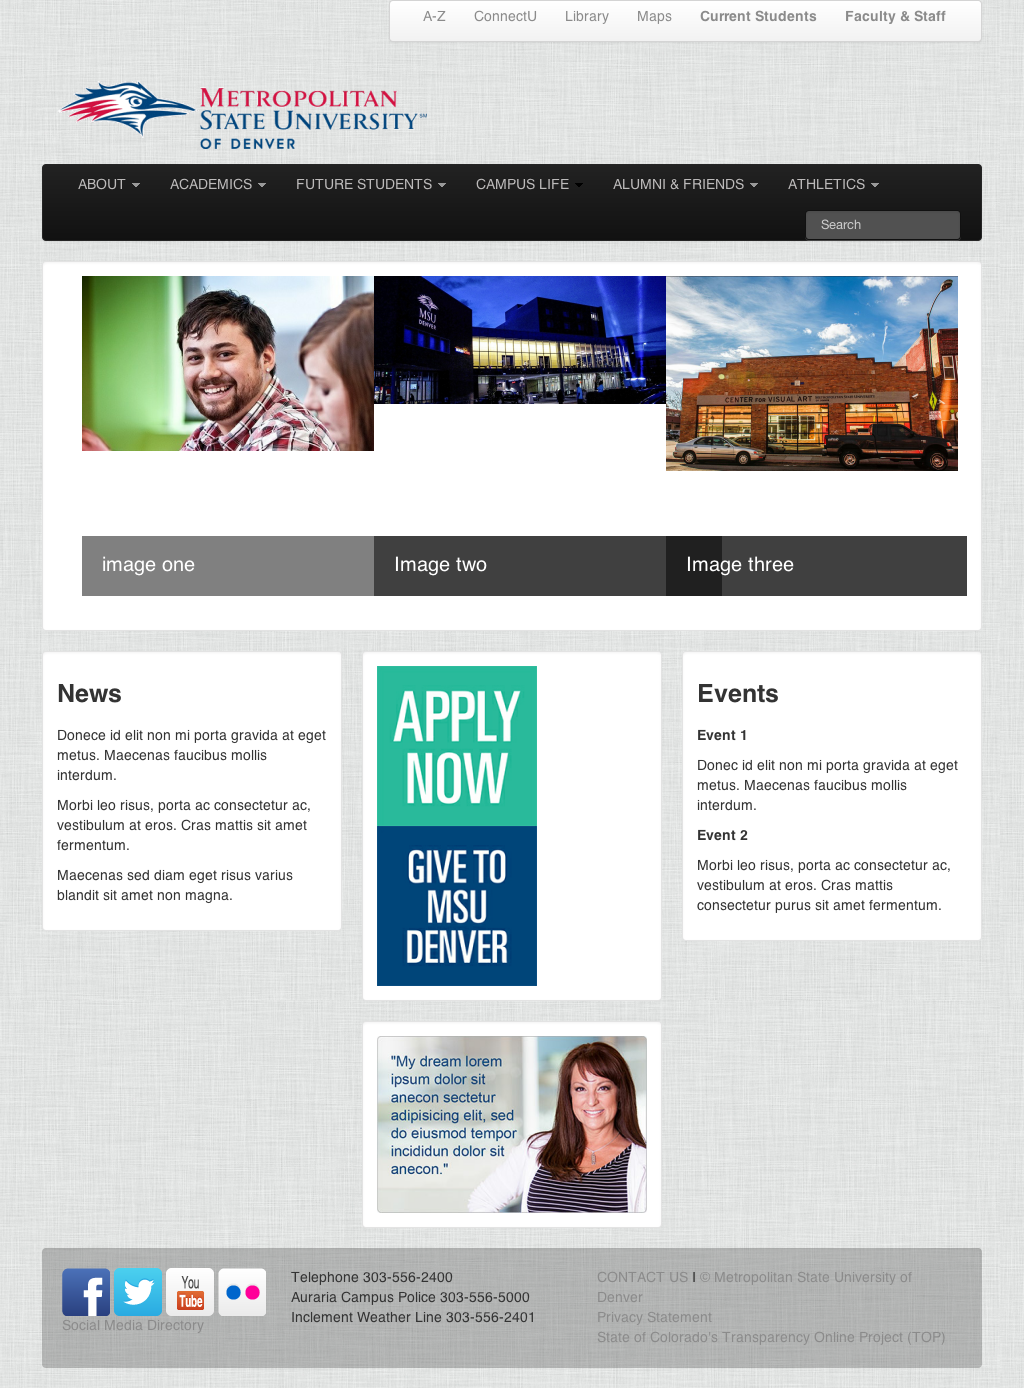 A-Z ConnectU Library Maps Current Students Faculty & Staff
METROPOLITAN
STATE UNIVERSITY℠
OF DENVER
ABOUT ACADEMICS FUTURE STUDENTS CAMPUS LIFE ALUMNI & FRIENDS ATHLETICS
Search
MSU
DENVER
CENTER FOR VISUAL ART
image one
Image two
Image three
News
Donece id elit non mi porta gravida at eget
metus. Maecenas faucibus mollis
interdum.
Morbi leo risus, porta ac consectetur ac,
vestibulum at eros. Cras mattis sit amet
fermentum.
Maecenas sed diam eget risus varius
blandit sit amet non magna.
APPLY
NOW
GIVE TO
MSU
DENVER
Events
Event 1
Donec id elit non mi porta gravida at eget
metus. Maecenas faucibus mollis
interdum.
Event 2
Morbi leo risus, porta ac consectetur ac,
vestibulum at eros. Cras mattis
consectetur purus sit amet fermentum.
"My dream lorem
ipsum dolor sit
anecon sectetur
adipisicing elit, sed
do eiusmod tempor
incididun dolor sit
anecon."
f
You
Tube
Social Media Directory
Telephone 303-556-2400
Auraria Campus Police 303-556-5000
Inclement Weather Line 303-556-2401
CONTACT US I © Metropolitan State University of
Denver
Privacy Statement
State of Colorado's Transparency Online Project (TOP)